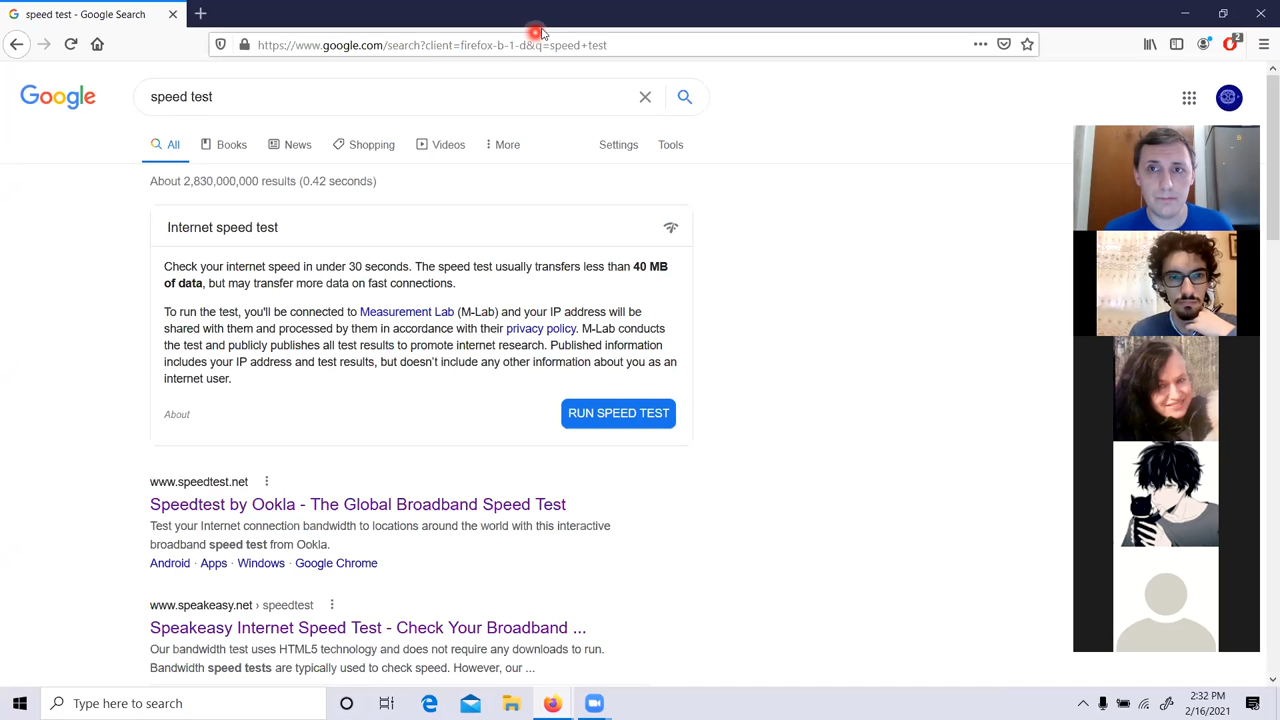 speed test - Google Search
https://www.google.com/search?client=firefox-b-1-d&q=speed+test
2
Google
speed test
All
Books
News
Shopping
Videos
More
Settings
Tools
About 2,830,000,000 results (0.42 seconds)
Internet speed test
Check your internet speed in under 30 seconds. The speed test usually transfers less than 40 MB
of data, but may transfer more data on fast connections.
To run the test, you'll be connected to Measurement Lab (M-Lab) and your IP address will be
shared with them and processed by them in accordance with their privacy policy. M-Lab conducts
the test and publicly publishes all test results to promote internet research. Published information
includes your IP address and test results, but doesn't include any other information about you as an
internet user.
About
RUN SPEED TEST
www.speedtest.net
Speedtest by Ookla - The Global Broadband Speed Test
Test your Internet connection bandwidth to locations around the world with this interactive
broadband speed test from Ookla.
Android · Apps · Windows · Google Chrome
www.speakeasy.net › speedtest
Speakeasy Internet Speed Test - Check Your Broadband ...
Our bandwidth test uses HTML5 technology and does not require any downloads to run.
Bandwidth speed tests are typically used to check speed. However, our ...
Type here to search
2:32 PM
2/16/2021